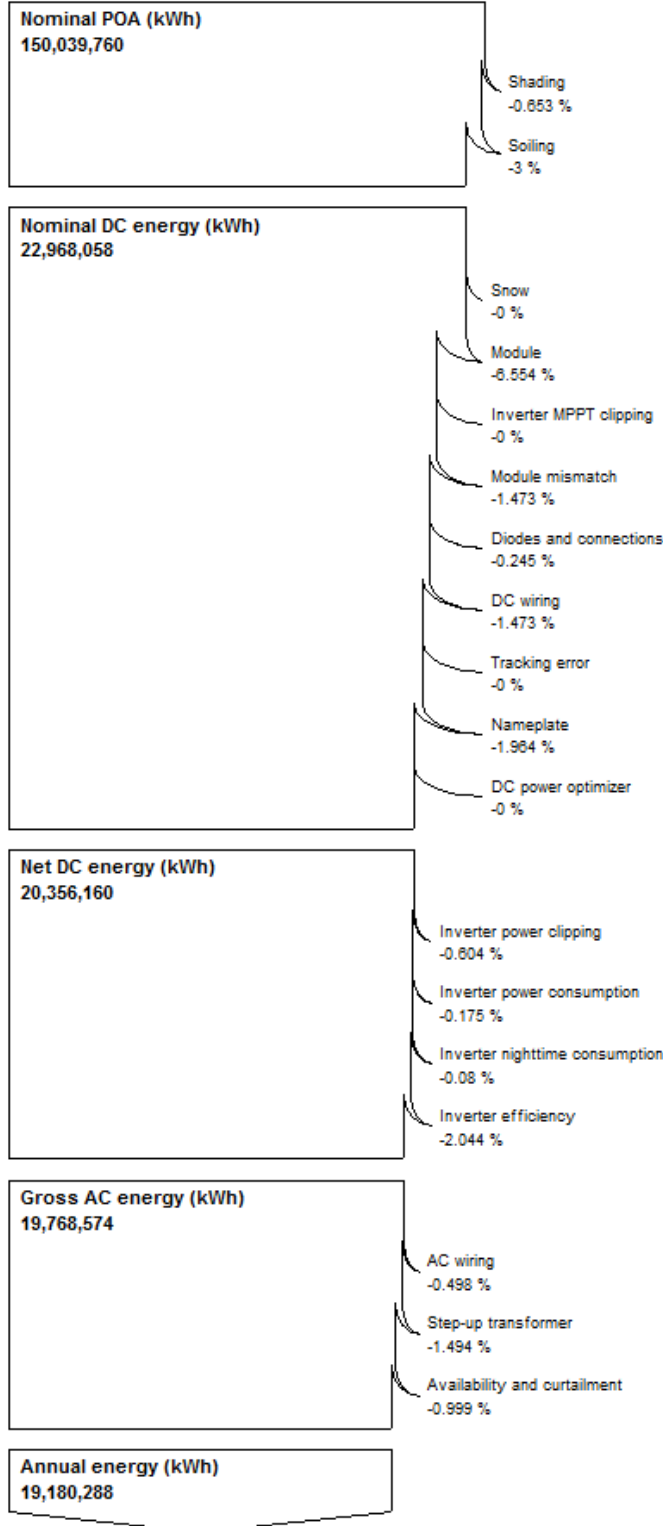 Nominal POA (kWh)
150,039,760
Shading
-0.653 %
Soiling
-3 %
Nominal DC energy (kWh)
22,968,058
Snow
-0 %
Module
-6.554 %
Inverter MPPT clipping
-0 %
Module mismatch
-1.473 %
Diodes and connections
-0.245 %
DC wiring
-1.473 %
Tracking error
-0 %
Nameplate
-1.964 %
DC power optimizer
-0 %
Net DC energy (kWh)
20,356,160
Inverter power clipping
-0.604 %
Inverter power consumption
-0.175 %
Inverter nighttime consumption
-0.08 %
Inverter efficiency
-2.044 %
Gross AC energy (kWh)
19,768,574
AC wiring
-0.498 %
Step-up transformer
-1.494 %
Availability and curtailment
-0.999 %
Annual energy (kWh)
19,180,288